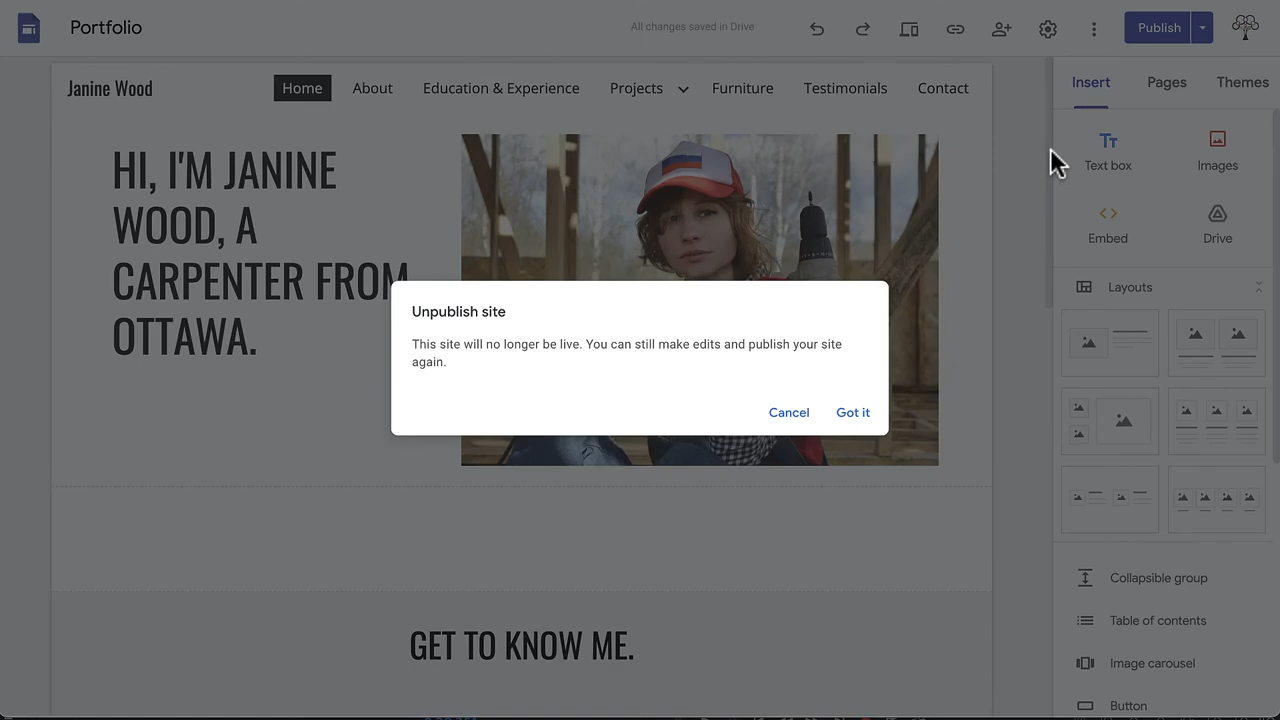 Portfolio
All changes saved in Drive
Publish
Janine Wood
Home
About
Education & Experience
Projects
Furniture
Testimonials
Contact
HI, I'M JANINE
WOOD, A
CARPENTER FROM
OTTAWA.
Unpublish site
This site will no longer be live. You can still make edits and publish your site
again.
Cancel
Got it
GET TO KNOW ME.
Insert
Pages
Themes
Text box
Images
Embed
Drive
Layouts
Collapsible group
Table of contents
Image carousel
Button